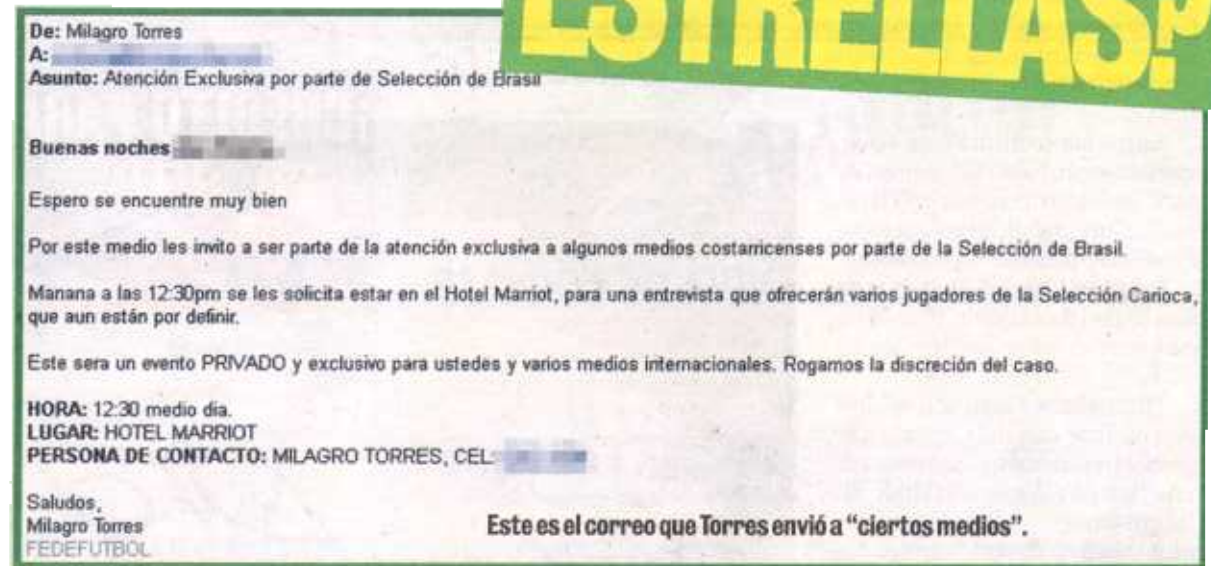 ESTRELLAS?
De: Milagro Torres
A:
Asunto: Atención Exclusiva por parte de Selección de Brasil
Buenas noches
Espero se encuentre muy bien
Por este medio les invito a ser parte de la atención exclusiva a algunos medios costarricenses por parte de la Selección de Brasil.
Manana a las 12:30pm se les solicita estar en el Hotel Marriot, para una entrevista que ofrecerán varios jugadores de la Selección Carioca,
que aun están por definir.
Este sera un evento PRIVADO y exclusivo para ustedes y varios medios internacionales. Rogamos la discreción del caso.
HORA: 12:30 medio dia.
LUGAR: HOTEL MARRIOT
PERSONA DE CONTACTO: MILAGRO TORRES, CEL:
Saludos,
Milagro Torres
FEDEFUTBOL
Este es el correo que Torres envió a “ciertos medios”.